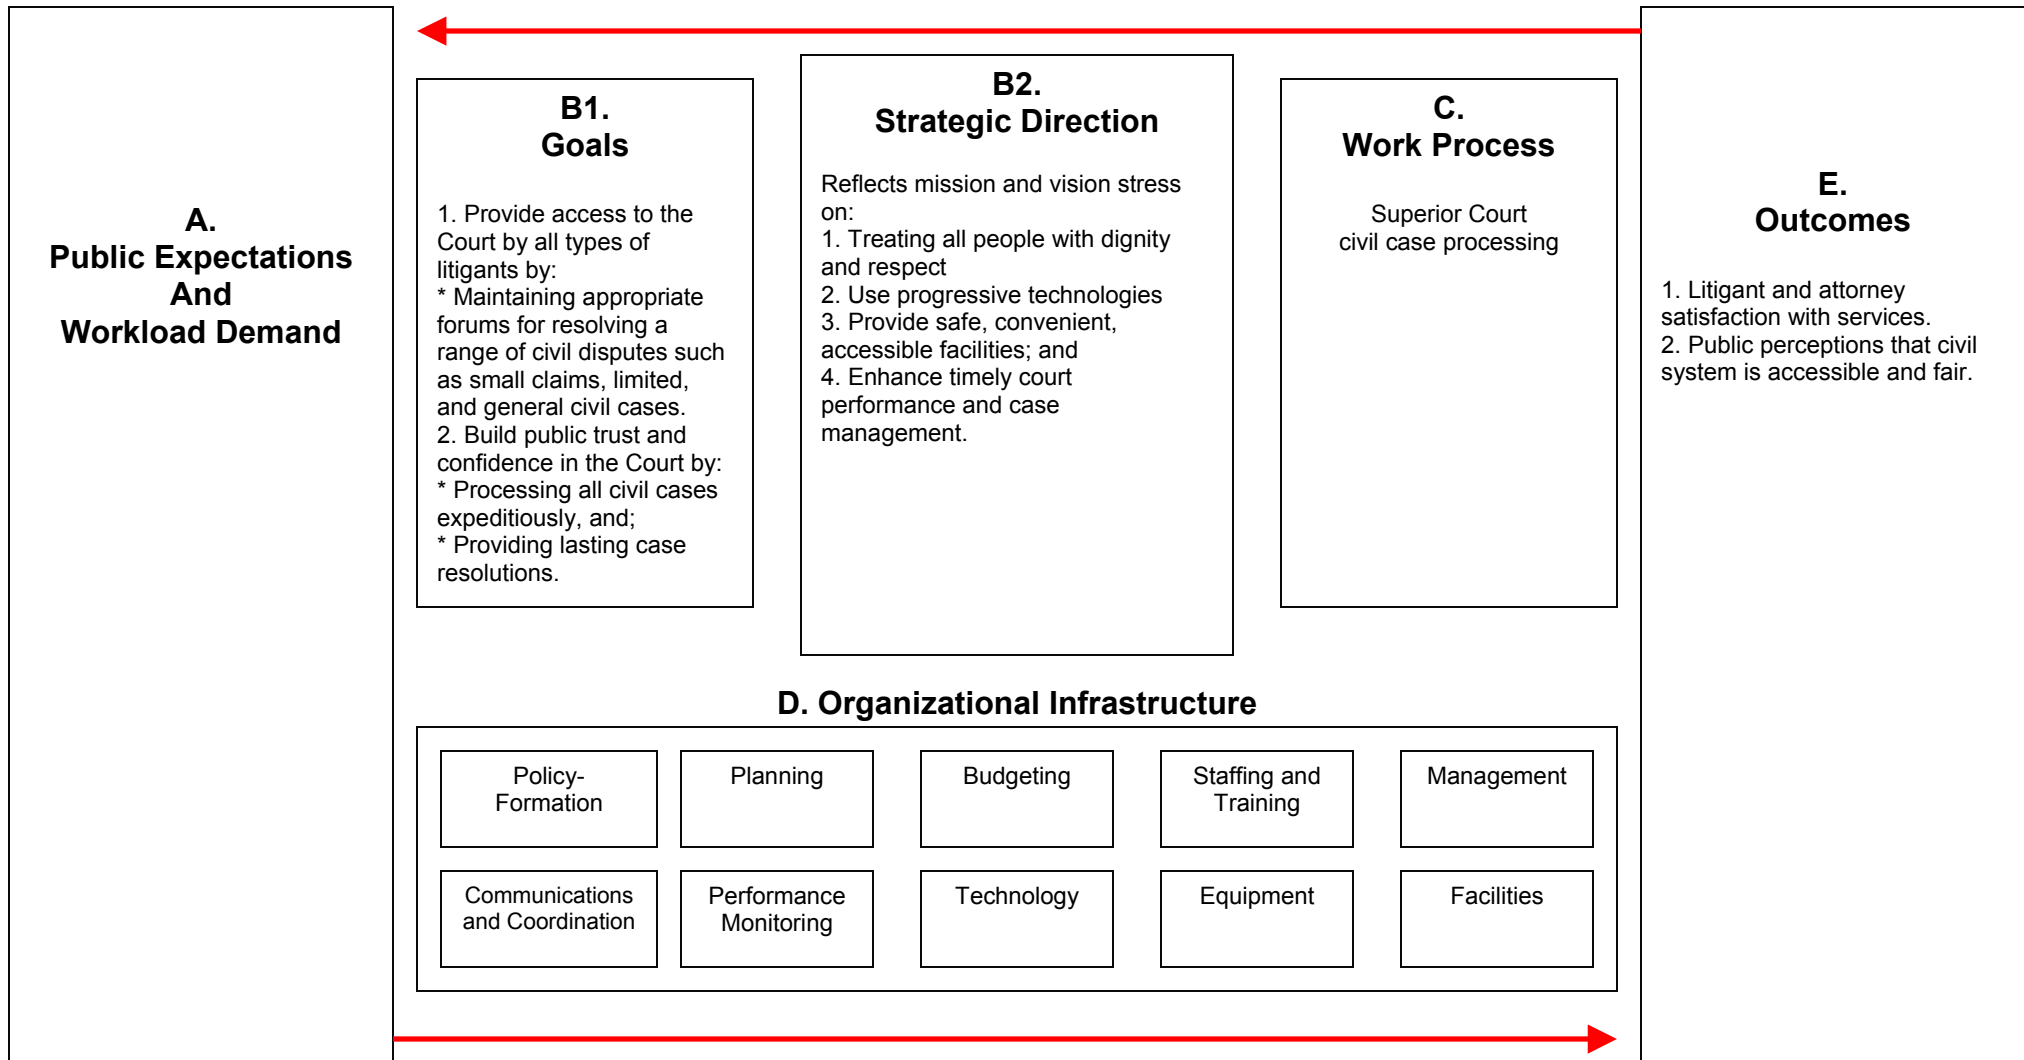 A.
Public Expectations
And
Workload Demand
B1.
Goals
1. Provide access to the
Court by all types of
litigants by:
* Maintaining appropriate
forums for resolving a
range of civil disputes such
as small claims, limited,
and general civil cases.
2. Build public trust and
confidence in the Court by:
* Processing all civil cases
expeditiously, and;
* Providing lasting case
resolutions.
B2.
Strategic Direction
Reflects mission and vision stress
on:
1. Treating all people with dignity
and respect
2. Use progressive technologies
3. Provide safe, convenient,
accessible facilities; and
4. Enhance timely court
performance and case
management.
C.
Work Process
Superior Court
civil case processing
E.
Outcomes
1. Litigant and attorney
satisfaction with services.
2. Public perceptions that civil
system is accessible and fair.
D. Organizational Infrastructure
Policy-
Formation
Planning
Budgeting
Staffing and
Training
Management
Communications
and Coordination
Performance
Monitoring
Technology
Equipment
Facilities